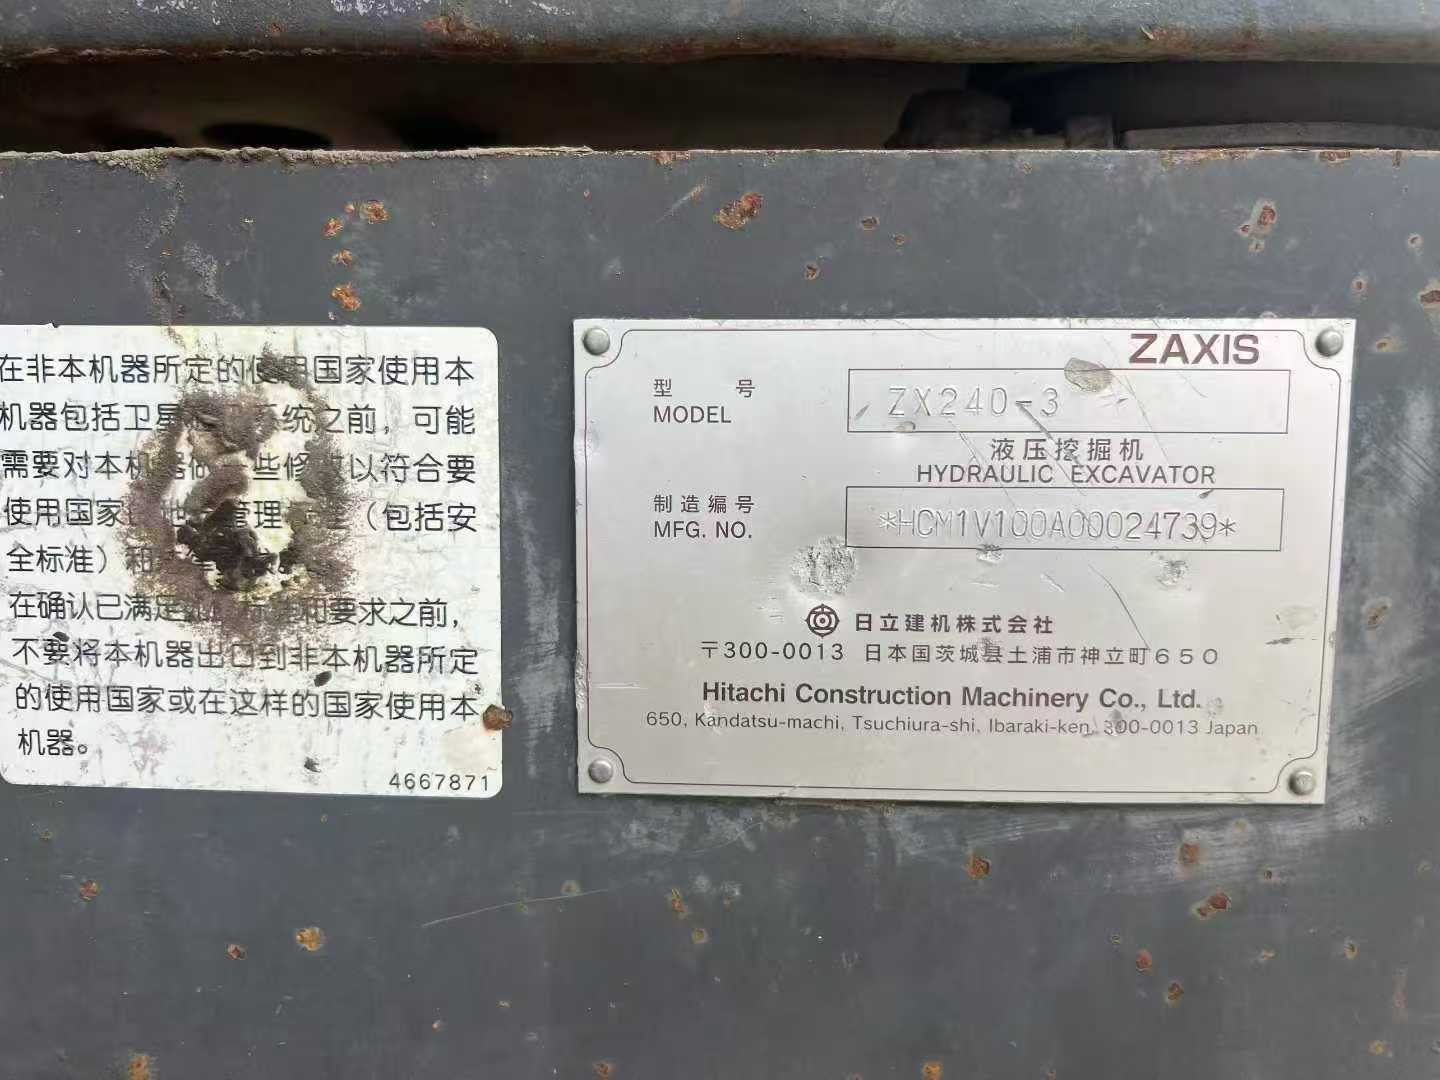 在非本机器所定的使用国家使用本
机器包括卫星 系统之前，可能
需要对本机器做一些修 以符合要
使用国家 管理 （包括安
全标准）和
在确认已满足 和要求之前，
不要将本机器出口到非本机器所定
的使用国家或在这样的国家使用本
机器。
4667871
ZAXIS
型 号
MODEL
ZX240-3
液压挖掘机
HYDRAULIC EXCAVATOR
制造编号
MFG. NO.
*HCM1V100A00024739*
日立建机株式会社
〒300-0013 日本国茨城县土浦市神立町650
Hitachi Construction Machinery Co., Ltd.
650, Kandatsu-machi, Tsuchiura-shi, Ibaraki-ken, 300-0013 Japan